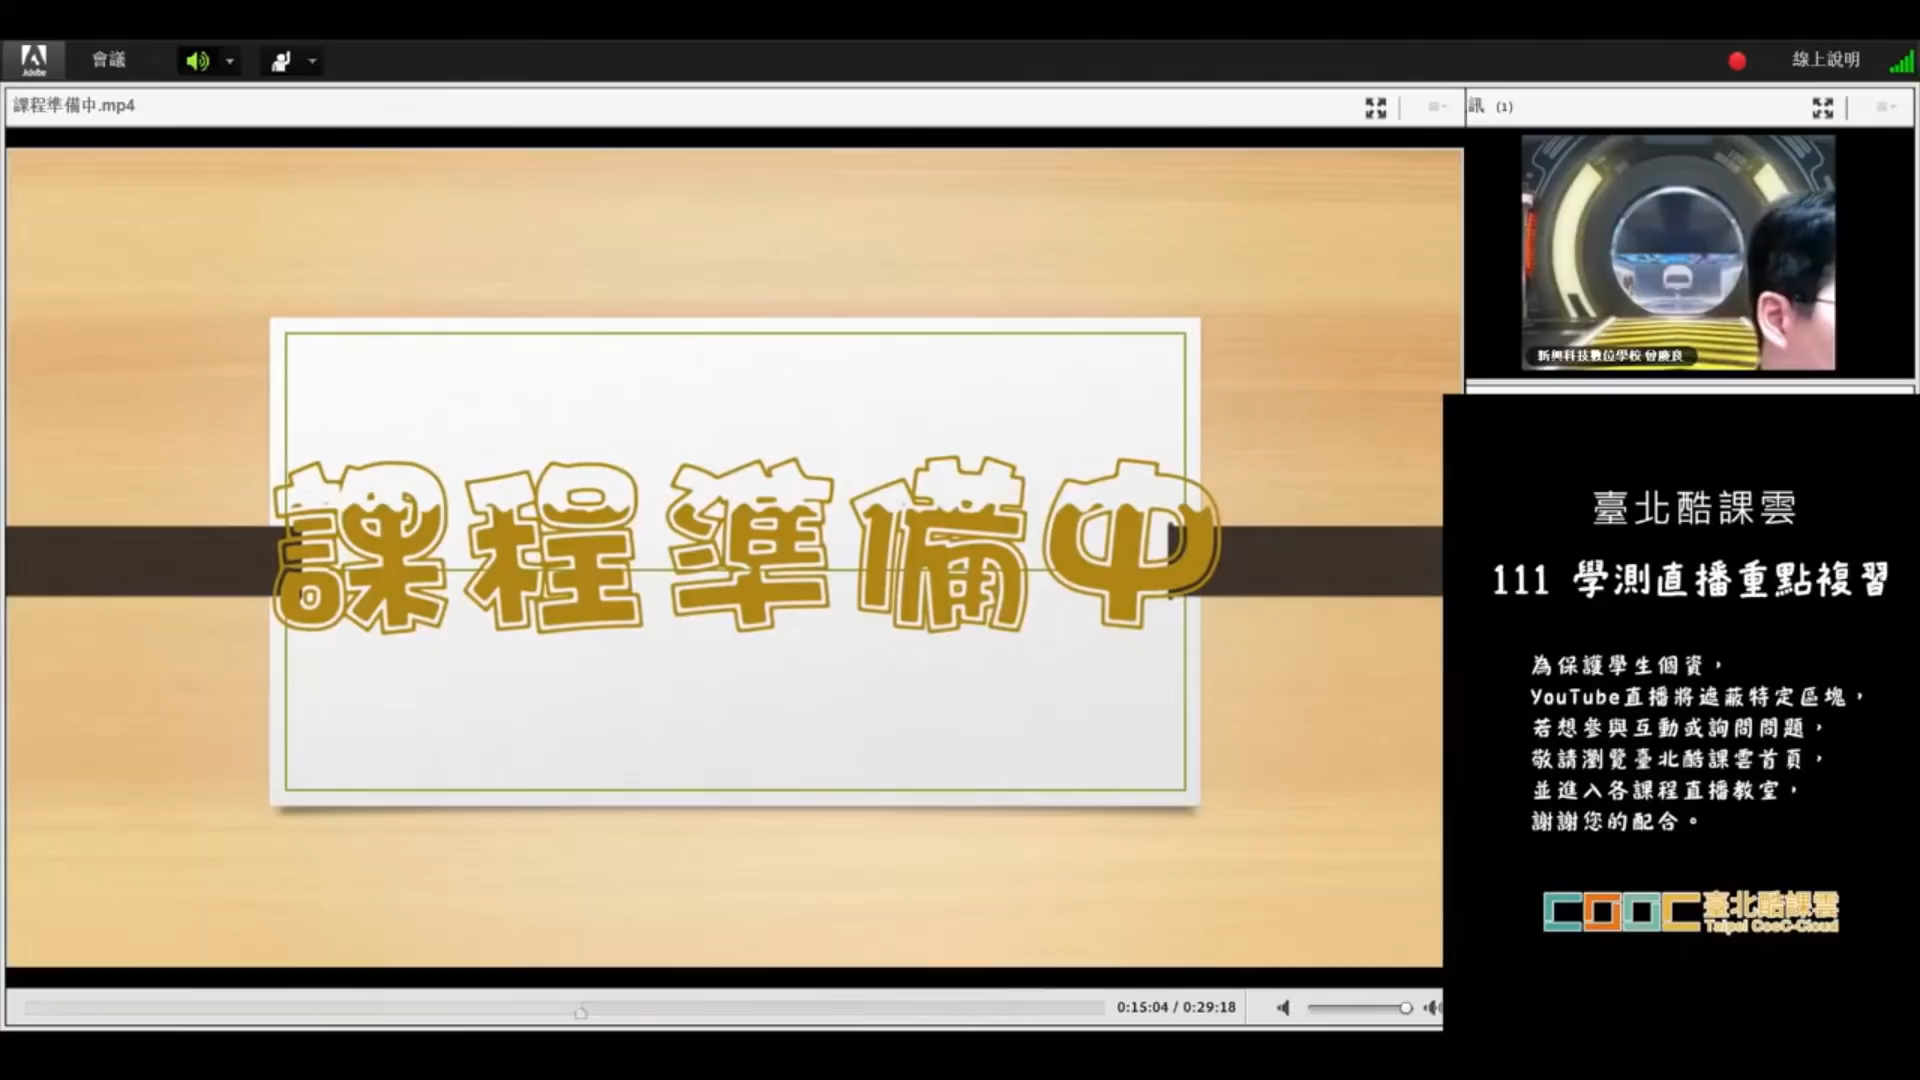 Adobe
會議
線上說明
課程準備中.mp4
訊 (1)
新興科技數位學校 曾慶良
課程準備中
臺北酷課雲
111 學測直播重點複習
為保護學生個資，
YouTube直播將遮蔽特定區塊，
若想參與互動或詢問問題，
敬請瀏覽臺北酷課雲首頁，
並進入各課程直播教室，
謝謝您的配合。
COOC 臺北酷課雲
Taipei CooC-Cloud
0:15:04 / 0:29:18